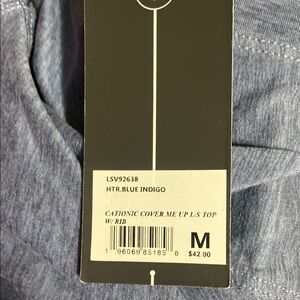 LSV92638
HTR.BLUE INDIGO
CATIONIC COVER ME UP L/S TOP
W/ RIB
1 96069 85185 8
M
$42.00